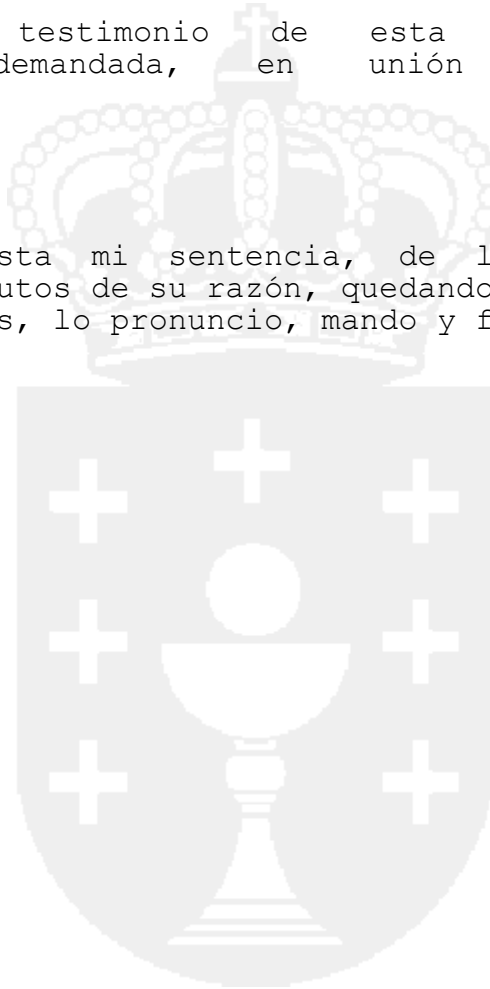 testimonio de esta
demandada, en unión
sta mi sentencia, de l
utos de su razón, quedando
s, lo pronuncio, mando y f